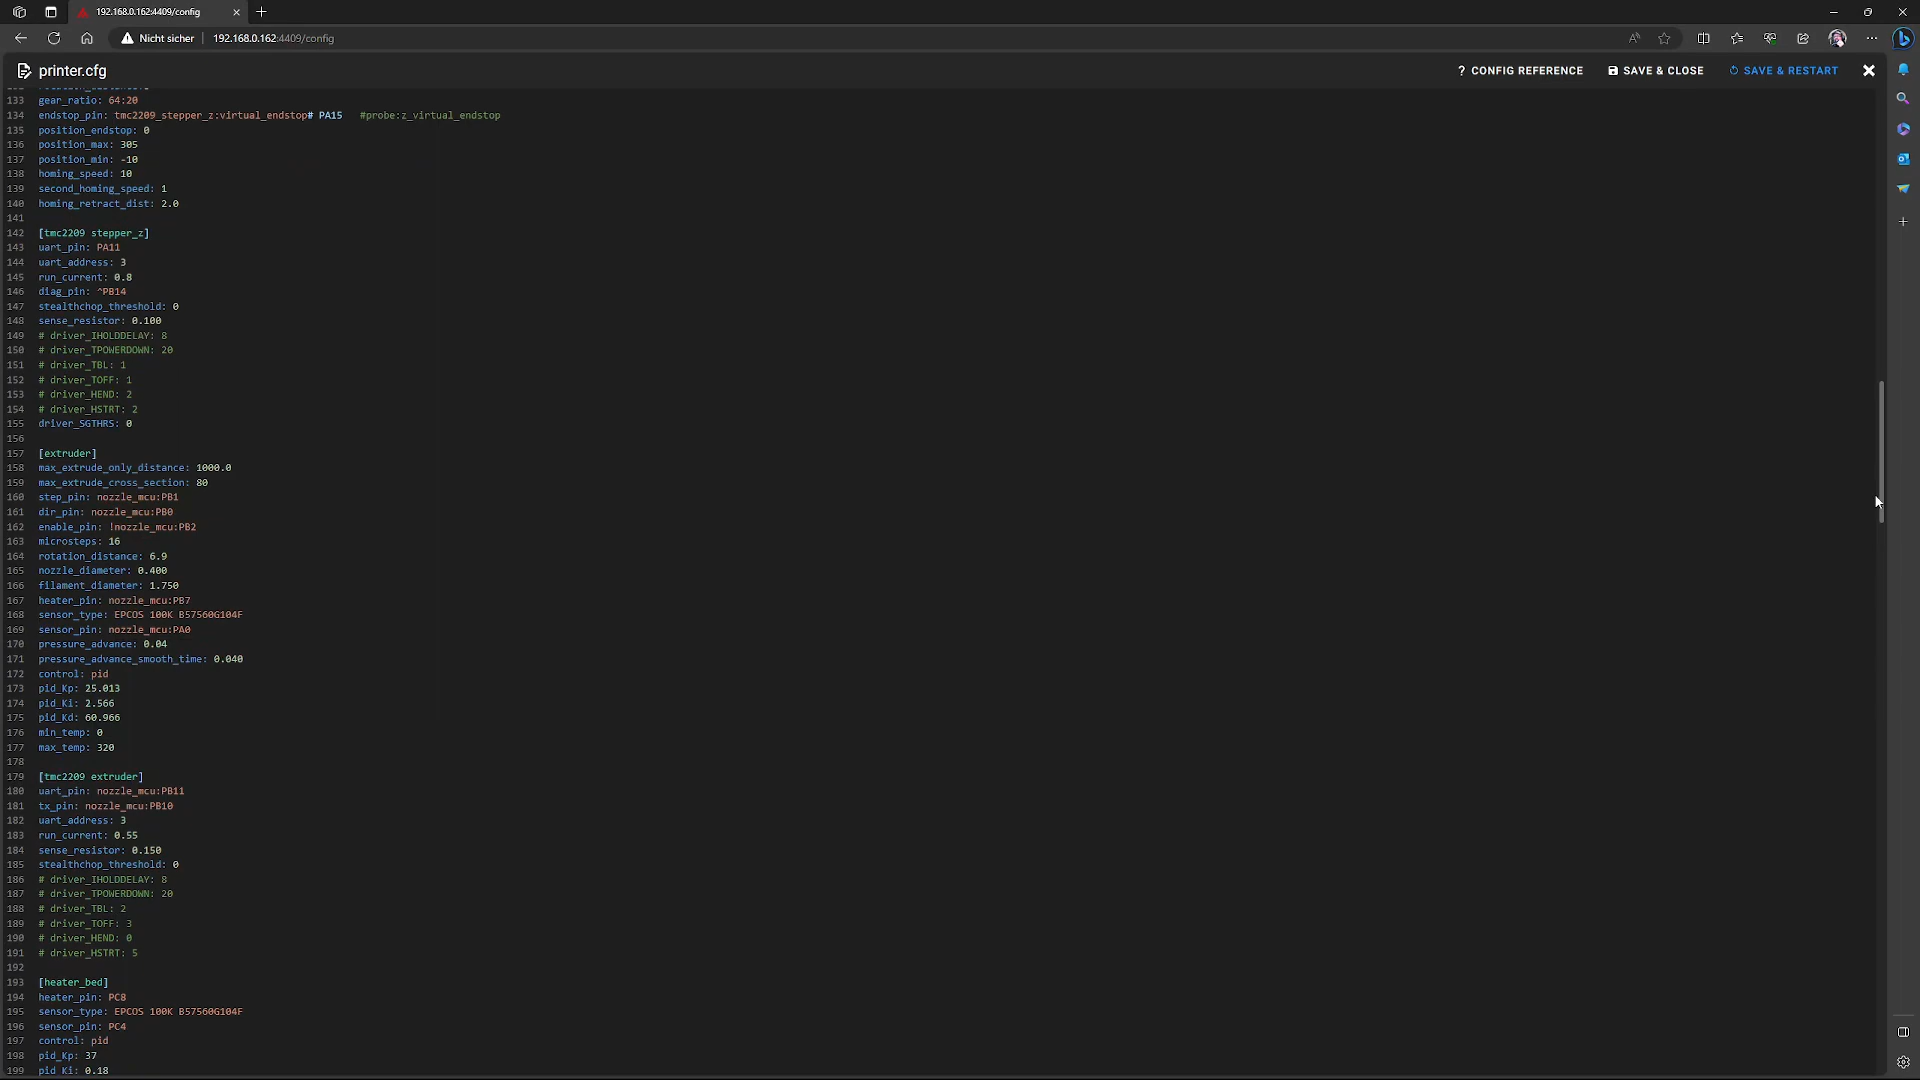 192.168.0.162:4409/config
Nicht sicher 192.168.0.162:4409/config
printer.cfg
? CONFIG REFERENCE SAVE & CLOSE SAVE & RESTART
133 gear_ratio: 64:20
134 endstop_pin: tmc2209_stepper_z:virtual_endstop# PA15 #probe:z_virtual_endstop
135 position_endstop: 0
136 position_max: 305
137 position_min: -10
138 homing_speed: 10
139 second_homing_speed: 1
140 homing_retract_dist: 2.0
141
142 [tmc2209 stepper_z]
143 uart_pin: PA11
144 uart_address: 3
145 run_current: 0.8
146 diag_pin: ^PB14
147 stealthchop_threshold: 0
148 sense_resistor: 0.100
149 # driver_IHOLDDELAY: 8
150 # driver_TPOWERDOWN: 20
151 # driver_TBL: 1
152 # driver_TOFF: 1
153 # driver_HEND: 2
154 # driver_HSTRT: 2
155 driver_SGTHRS: 0
156
157 [extruder]
158 max_extrude_only_distance: 1000.0
159 max_extrude_cross_section: 80
160 step_pin: nozzle_mcu:PB1
161 dir_pin: nozzle_mcu:PB0
162 enable_pin: !nozzle_mcu:PB2
163 microsteps: 16
164 rotation_distance: 6.9
165 nozzle_diameter: 0.400
166 filament_diameter: 1.750
167 heater_pin: nozzle_mcu:PB7
168 sensor_type: EPCOS 100K B57560G104F
169 sensor_pin: nozzle_mcu:PA0
170 pressure_advance: 0.04
171 pressure_advance_smooth_time: 0.040
172 control: pid
173 pid_Kp: 25.013
174 pid_Ki: 2.566
175 pid_Kd: 60.966
176 min_temp: 0
177 max_temp: 320
178
179 [tmc2209 extruder]
180 uart_pin: nozzle_mcu:PB11
181 tx_pin: nozzle_mcu:PB10
182 uart_address: 3
183 run_current: 0.55
184 sense_resistor: 0.150
185 stealthchop_threshold: 0
186 # driver_IHOLDDELAY: 8
187 # driver_TPOWERDOWN: 20
188 # driver_TBL: 2
189 # driver_TOFF: 3
190 # driver_HEND: 0
191 # driver_HSTRT: 5
192
193 [heater_bed]
194 heater_pin: PC8
195 sensor_type: EPCOS 100K B57560G104F
196 sensor_pin: PC4
197 control: pid
198 pid_Kp: 37
199 pid_Ki: 0.18